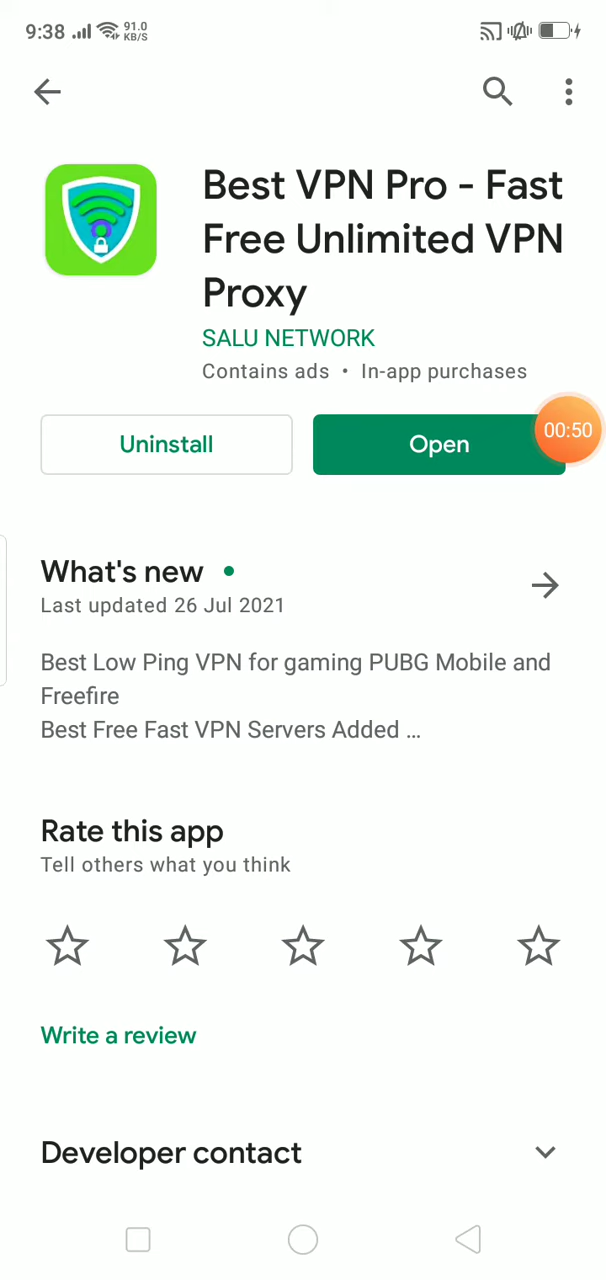 9:38
91.0
KB/S
Best VPN Pro - Fast
Free Unlimited VPN
Proxy
SALU NETWORK
Contains ads • In-app purchases
Uninstall
Open
00:50
What's new
Last updated 26 Jul 2021
Best Low Ping VPN for gaming PUBG Mobile and
Freefire
Best Free Fast VPN Servers Added ...
Rate this app
Tell others what you think
Write a review
Developer contact